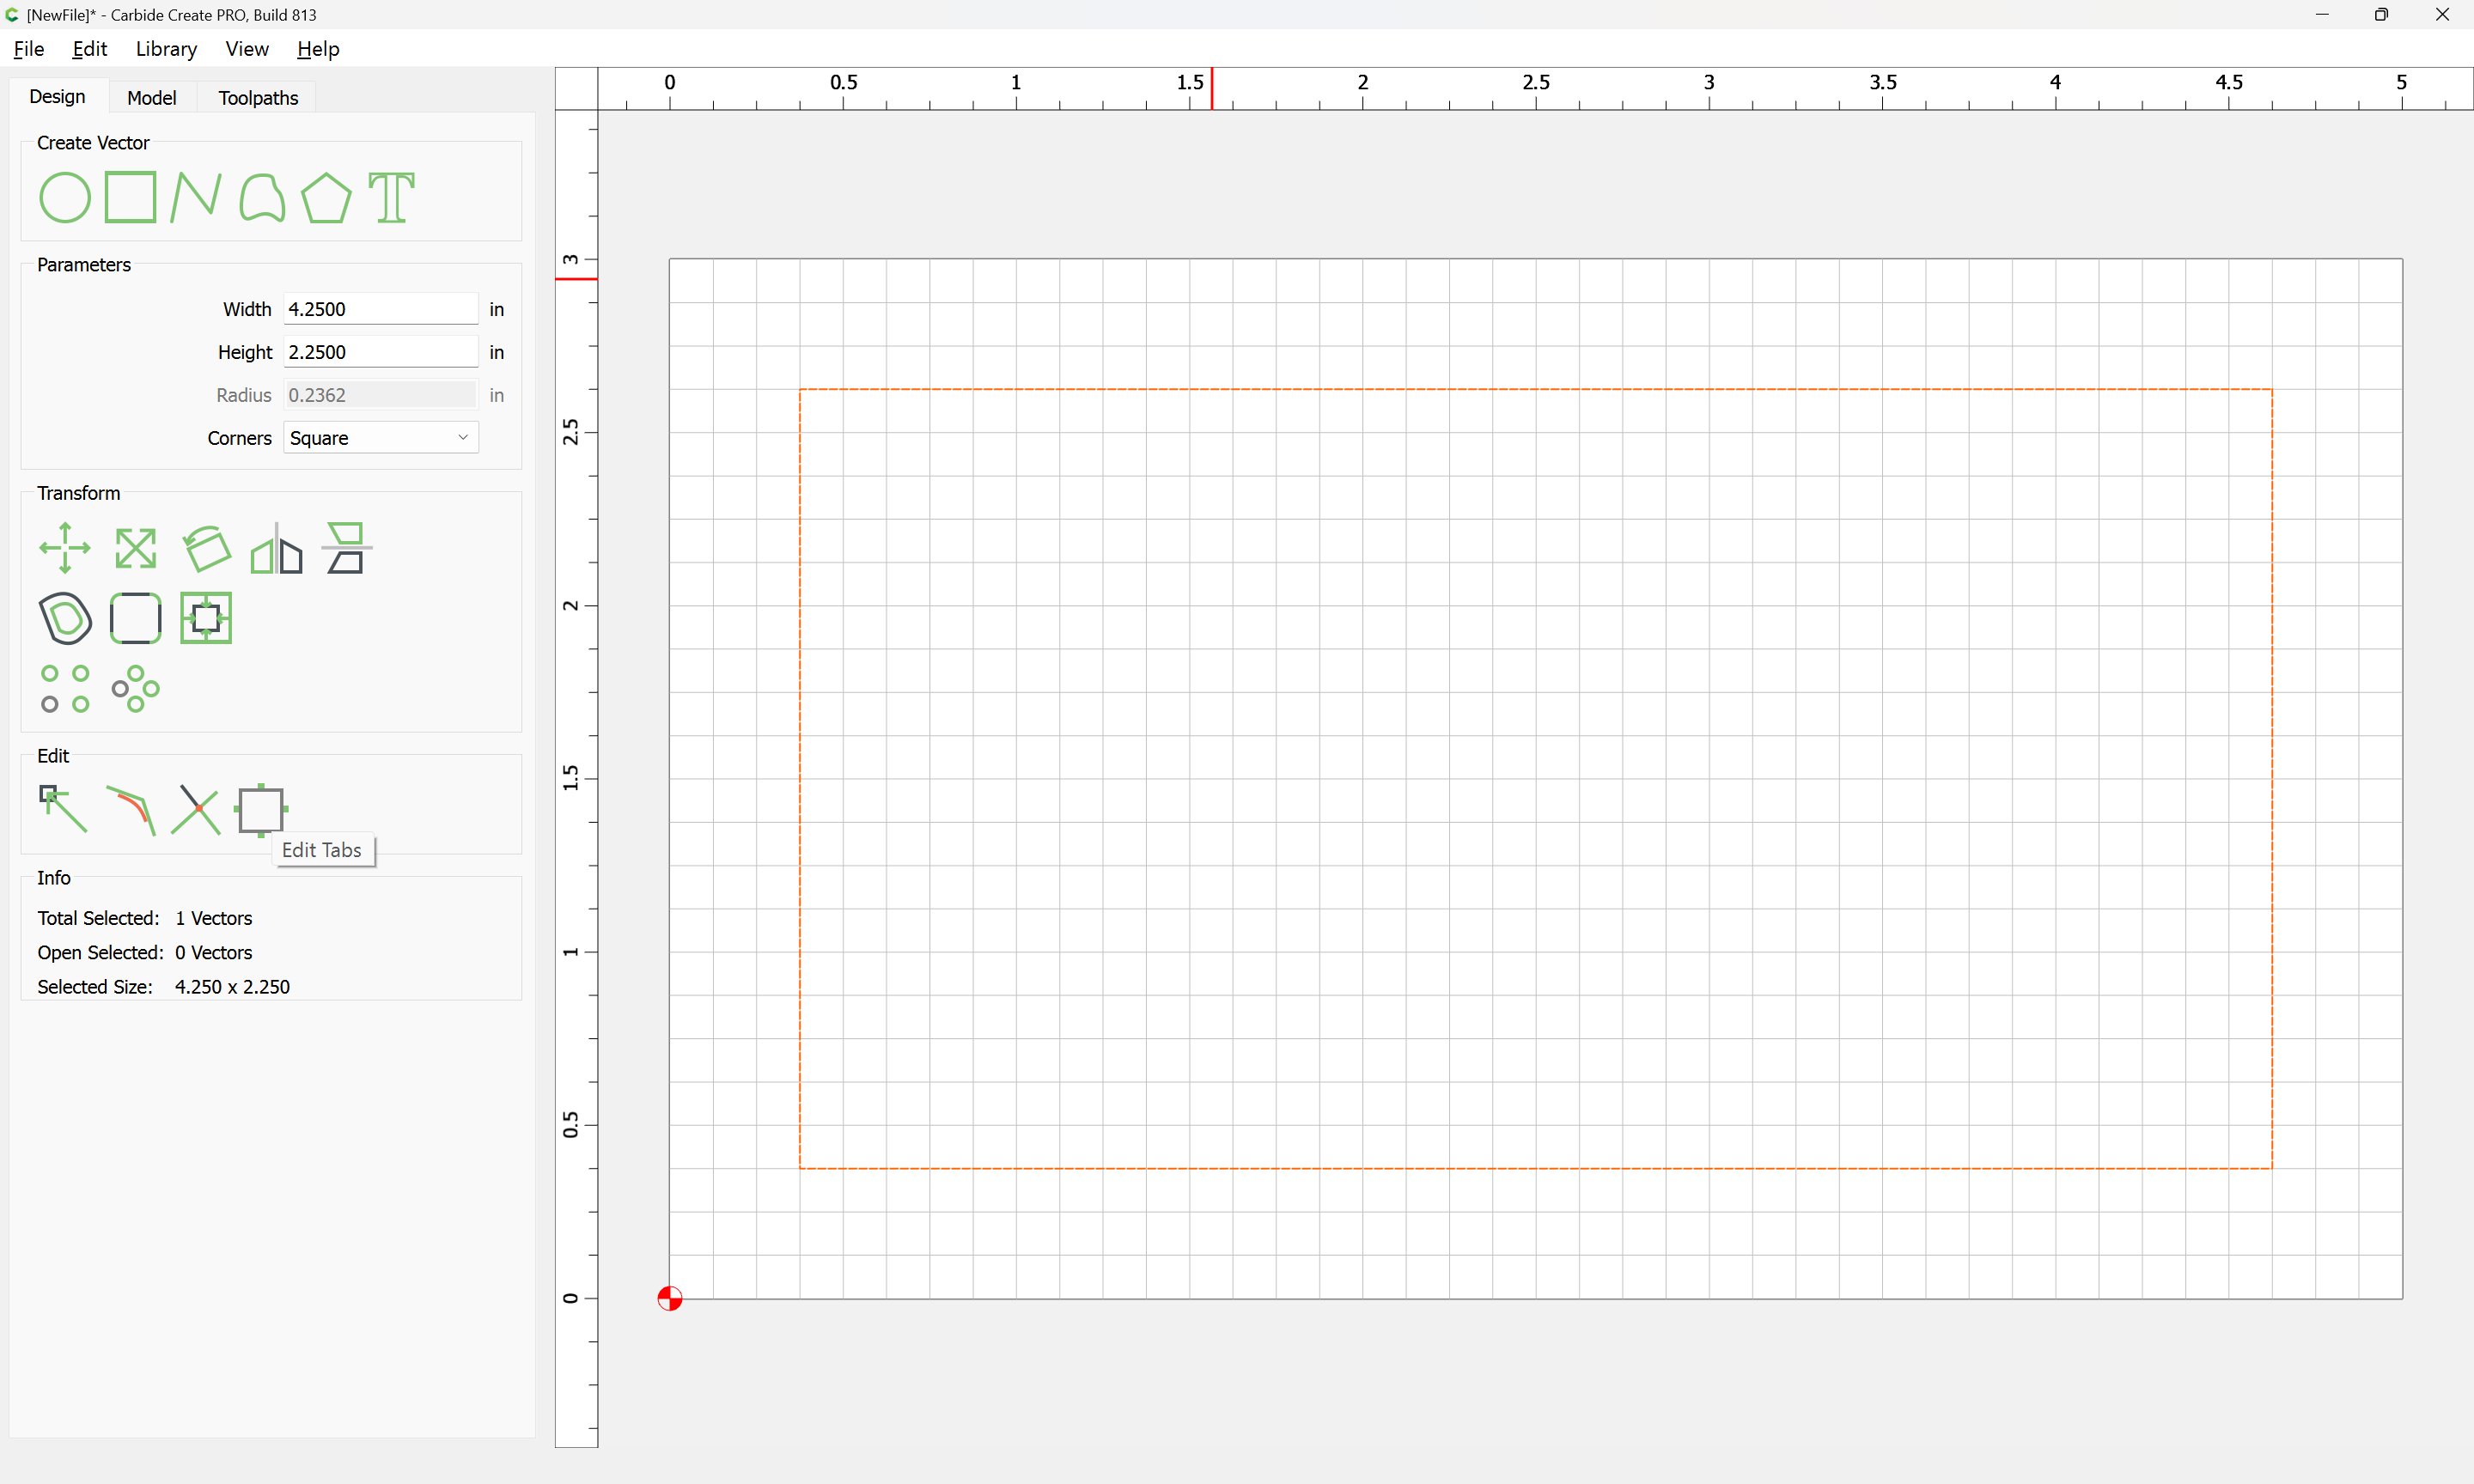 [NewFile]* - Carbide Create PRO, Build 813
File Edit Library View Help
Design Model Toolpaths
Create Vector
Parameters
Width 4.2500 in
Height 2.2500 in
Radius 0.2362 in
Corners Square
Transform
Edit
Edit Tabs
Info
Total Selected: 1 Vectors
Open Selected: 0 Vectors
Selected Size: 4.250 x 2.250
0 0.5 1 1.5 2 2.5 3 3.5 4 4.5 5
3
2.5
2
1.5
1
0.5
0